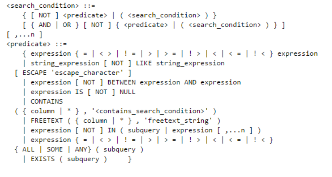 <search_condition> ::=
{ [ NOT ] <predicate> | ( <search_condition> ) }
[ { AND | OR } [ NOT ] { <predicate> | ( <search_condition> ) } ]
[ ,...n ]
<predicate> ::=
{ expression { = | < > | ! = | > | > = | ! > | < | < = | ! < } expression
| string_expression [ NOT ] LIKE string_expression
[ ESCAPE 'escape_character' ]
| expression [ NOT ] BETWEEN expression AND expression
| expression IS [ NOT ] NULL
| CONTAINS
( { column | * } , '<contains_search_condition>' )
| FREETEXT ( { column | * } , 'freetext_string' )
| expression [ NOT ] IN ( subquery | expression [ ,...n ] )
| expression { = | < > | ! = | > | > = | ! > | < | < = | ! < }
{ ALL | SOME | ANY} ( subquery )
| EXISTS ( subquery ) }